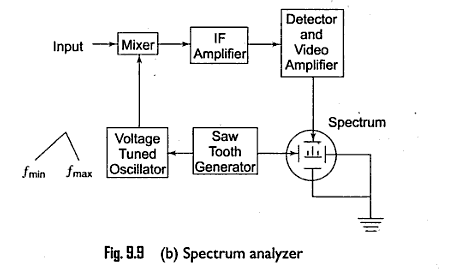 Input
Mixer
IF
Amplifier
Detector
and
Video
Amplifier
Spectrum
Voltage
Tuned
Oscillator
Saw
Tooth
Generator
fmin
fmax
Fig. 9.9 (b) Spectrum analyzer